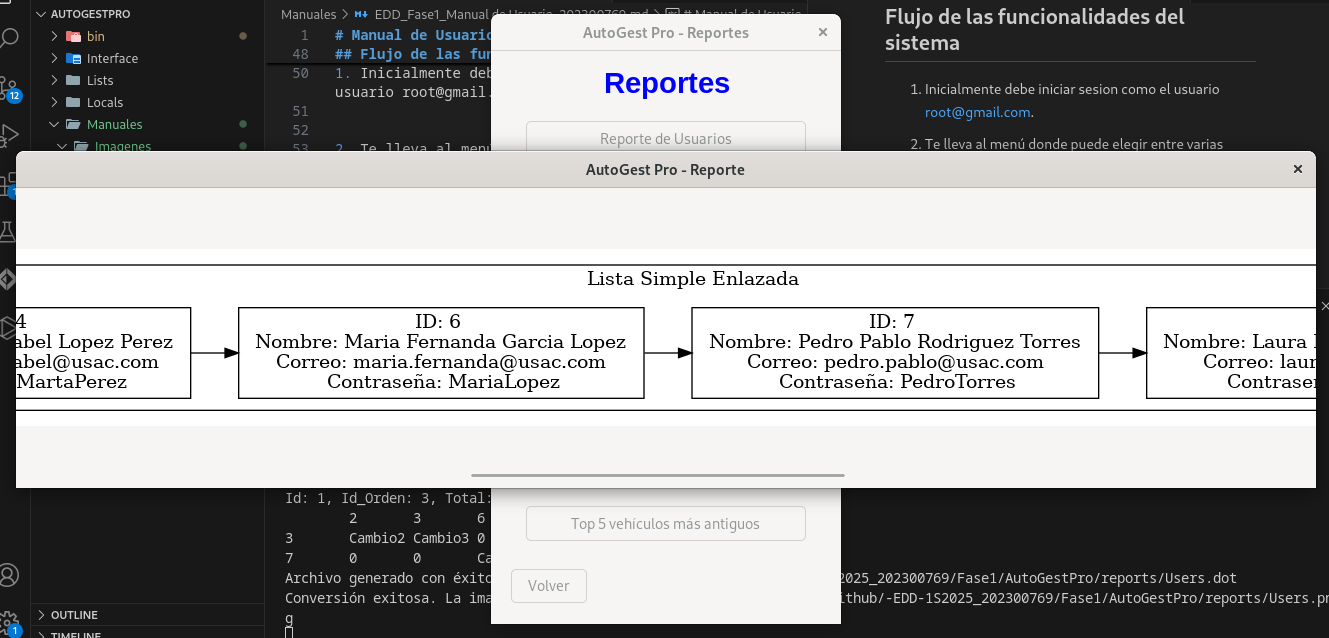 AUTOGESTPRO
bin
Interface
Lists
Locals
Manuales
Imagenes
12
Manuales > EDD_Fase1_Manual de Usuario_202300769.md > # Manual de Usuario
1 # Manual de Usuario
48 ## Flujo de las fun
50 1. Inicialmente deb
usuario root@gmail.
51
52
53 2. Te lleva al menu
AutoGest Pro - Reportes
Reportes
Reporte de Usuarios
Flujo de las funcionalidades del
sistema
1. Inicialmente debe iniciar sesion como el usuario
root@gmail.com.
2. Te lleva al menú donde puede elegir entre varias
AutoGest Pro - Reporte
Lista Simple Enlazada
4
abel Lopez Perez
abel@usac.com
MartaPerez
ID: 6
Nombre: Maria Fernanda Garcia Lopez
Correo: maria.fernanda@usac.com
Contraseña: MariaLopez
ID: 7
Nombre: Pedro Pablo Rodriguez Torres
Correo: pedro.pablo@usac.com
Contraseña: PedroTorres
Nombre: Laura
Correo: laur
Contraseñ
Id: 1, Id_Orden: 3, Total:
2 3 6
3 Cambio2 Cambio3 0
7 0 0 Ca
Archivo generado con éxito
2025_202300769/Fase1/AutoGestPro/reports/Users.dot
Conversión exitosa. La ima
ithub/-EDD-1S2025_202300769/Fase1/AutoGestPro/reports/Users.pn
g
Top 5 vehículos más antiguos
Volver
OUTLINE
TIMELINE
1